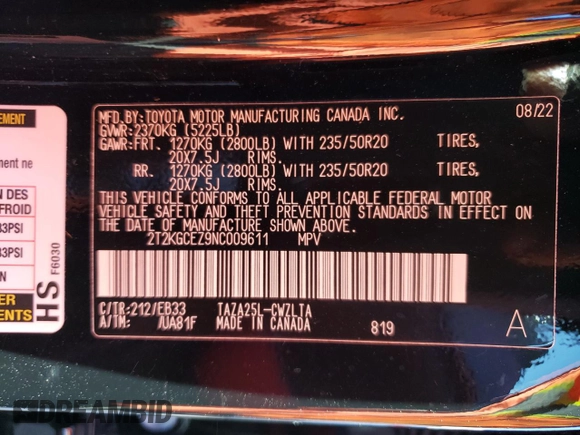 MFD.BY:TOYOTA MOTOR MANUFACTURING CANADA INC. 08/22
GVWR:2370KG (5225LB)
GAWR:FRT. 1270KG (2800LB) WITH 235/50R20 TIRES,
20X7.5J RIMS.
RR. 1270KG (2800LB) WITH 235/50R20 TIRES,
20X7.5J RIMS.
THIS VEHICLE CONFORMS TO ALL APPLICABLE FEDERAL MOTOR
VEHICLE SAFETY AND THEFT PREVENTION STANDARDS IN EFFECT ON
THE DATE OF MANUFACTURE SHOWN ABOVE.
2T2KGCEZ9NC009611 MPV
C/TR:212/EB33 TAZA25L-CWZLTA
A/TM: /UA81F MADE IN CANADA 819 A
EMENT
ment ne
N DES
FROID
33PSI
33PSI
N
ER
ENTS
HS F6030
DREAMBID